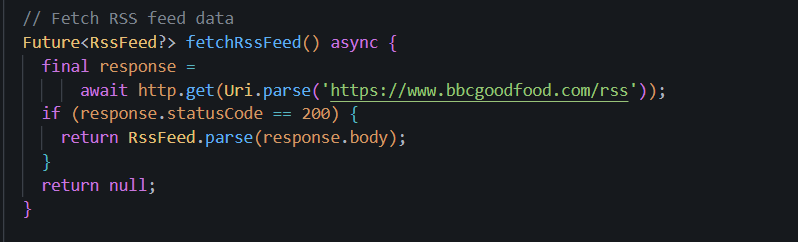 // Fetch RSS feed data
Future<RssFeed?> fetchRssFeed() async {
  final response =
      await http.get(Uri.parse('https://www.bbcgoodfood.com/rss'));
  if (response.statusCode == 200) {
    return RssFeed.parse(response.body);
  }
  return null;
}